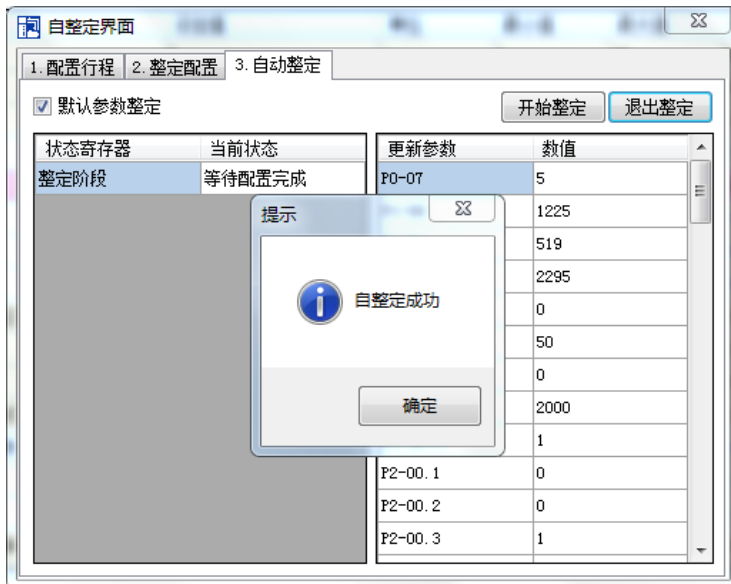 自整定界面
1.配置行程 2.整定配置 3.自动整定
默认参数整定 开始整定 退出整定
状态寄存器 当前状态 更新参数 数值
整定阶段 等待配置完成 P0-07 5
提示
1225
519
2295
自整定成功
0
50
0
确定
2000
1
P2-00.1 0
P2-00.2 0
P2-00.3 1